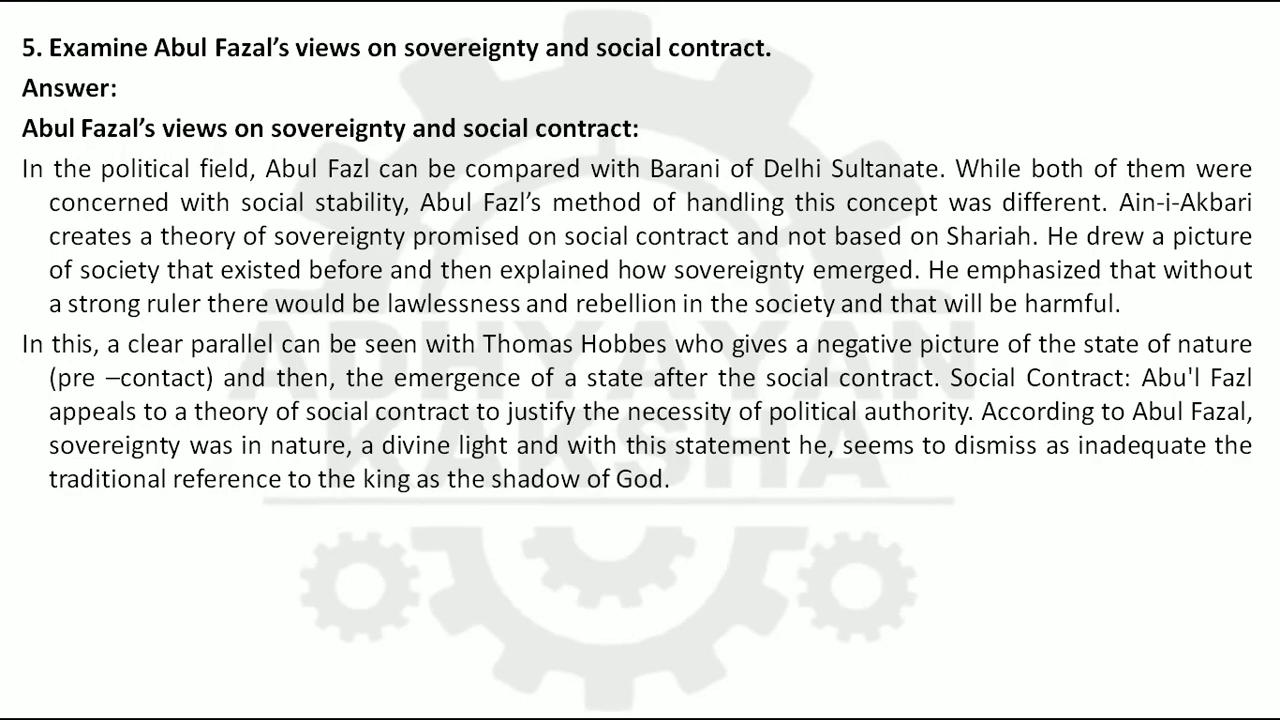 5. Examine Abul Fazal’s views on sovereignty and social contract.
Answer:
Abul Fazal’s views on sovereignty and social contract:
In the political field, Abul Fazl can be compared with Barani of Delhi Sultanate. While both of them were
concerned with social stability, Abul Fazl’s method of handling this concept was different. Ain-i-Akbari
creates a theory of sovereignty promised on social contract and not based on Shariah. He drew a picture
of society that existed before and then explained how sovereignty emerged. He emphasized that without
a strong ruler there would be lawlessness and rebellion in the society and that will be harmful.
In this, a clear parallel can be seen with Thomas Hobbes who gives a negative picture of the state of nature
(pre –contact) and then, the emergence of a state after the social contract. Social Contract: Abu'l Fazl
appeals to a theory of social contract to justify the necessity of political authority. According to Abul Fazal,
sovereignty was in nature, a divine light and with this statement he, seems to dismiss as inadequate the
traditional reference to the king as the shadow of God.
ADHYAYAN
KAKSHA